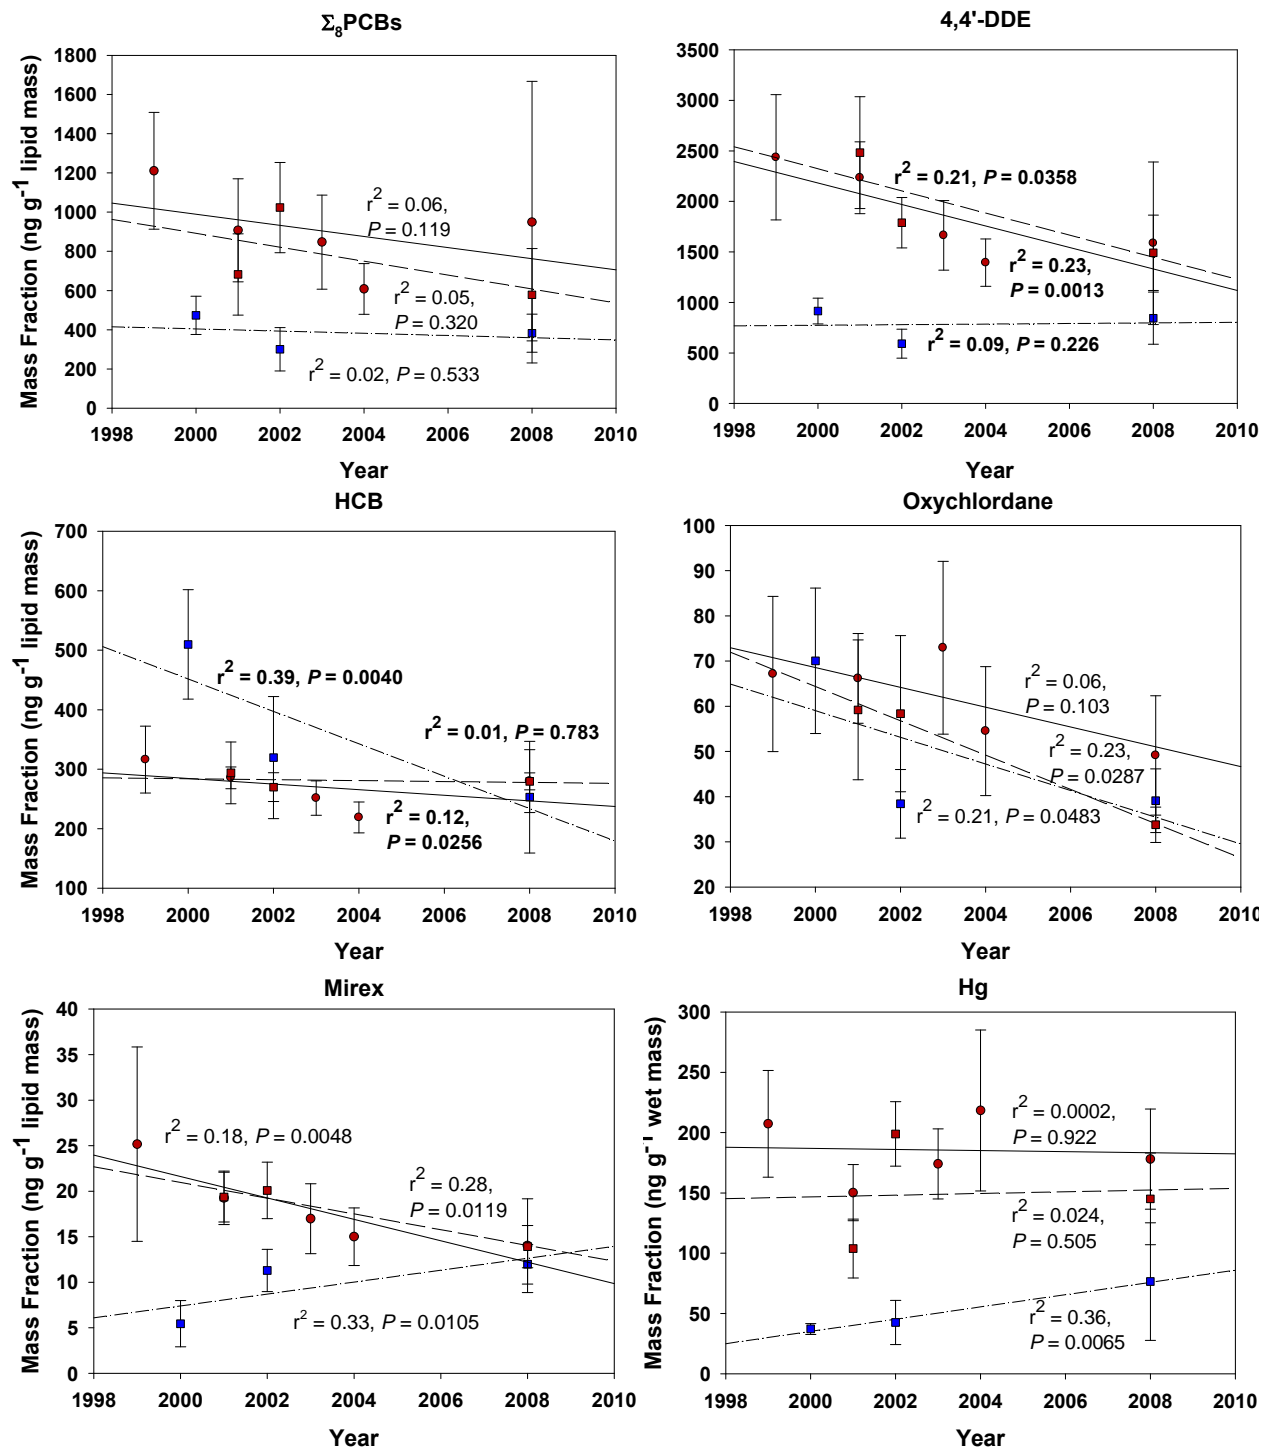 Σ8PCBs
Mass Fraction (ng g-1 lipid mass)
1800
1600
1400
1200
1000
800
600
400
200
0
r2 = 0.06,
P = 0.119
r2 = 0.05,
P = 0.320
r2 = 0.02, P = 0.533
1998 2000 2002 2004 2006 2008 2010
Year
4,4'-DDE
3500
3000
2500
2000
1500
1000
500
0
r2 = 0.21, P = 0.0358
r2 = 0.23,
P = 0.0013
r2 = 0.09, P = 0.226
1998 2000 2002 2004 2006 2008 2010
Year
HCB
Mass Fraction (ng g-1 lipid mass)
700
600
500
400
300
200
100
r2 = 0.39, P = 0.0040
r2 = 0.01, P = 0.783
r2 = 0.12,
P = 0.0256
1998 2000 2002 2004 2006 2008 2010
Year
Oxychlordane
100
90
80
70
60
50
40
30
20
r2 = 0.06,
P = 0.103
r2 = 0.23,
P = 0.0287
r2 = 0.21, P = 0.0483
1998 2000 2002 2004 2006 2008 2010
Year
Mirex
Mass Fraction (ng g-1 lipid mass)
40
35
30
25
20
15
10
5
0
r2 = 0.18, P = 0.0048
r2 = 0.28,
P = 0.0119
r2 = 0.33, P = 0.0105
1998 2000 2002 2004 2006 2008 2010
Year
Hg
Mass Fraction (ng g-1 wet mass)
300
250
200
150
100
50
0
r2 = 0.0002,
P = 0.922
r2 = 0.024,
P = 0.505
r2 = 0.36,
P = 0.0065
1998 2000 2002 2004 2006 2008 2010
Year